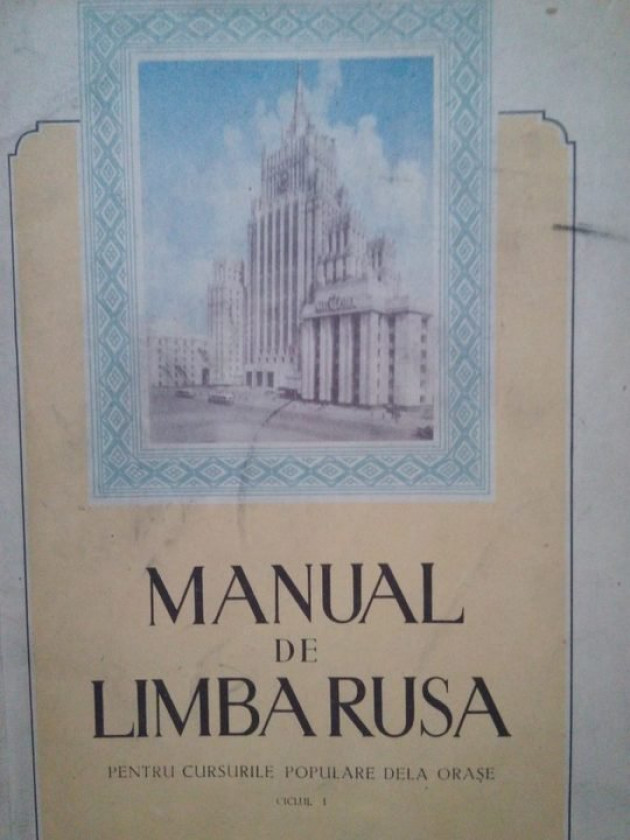 MANUAL
DE
LIMBA RUSA
PENTRU CURSURILE POPULARE DELA ORAȘE
CICLUL I